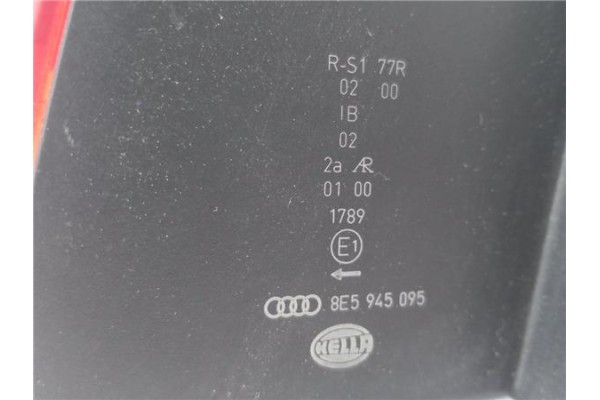 R-S1 77R
02 00
IB
02
2a AR
01 00
1789
E1
8E5 945 095
HELLA